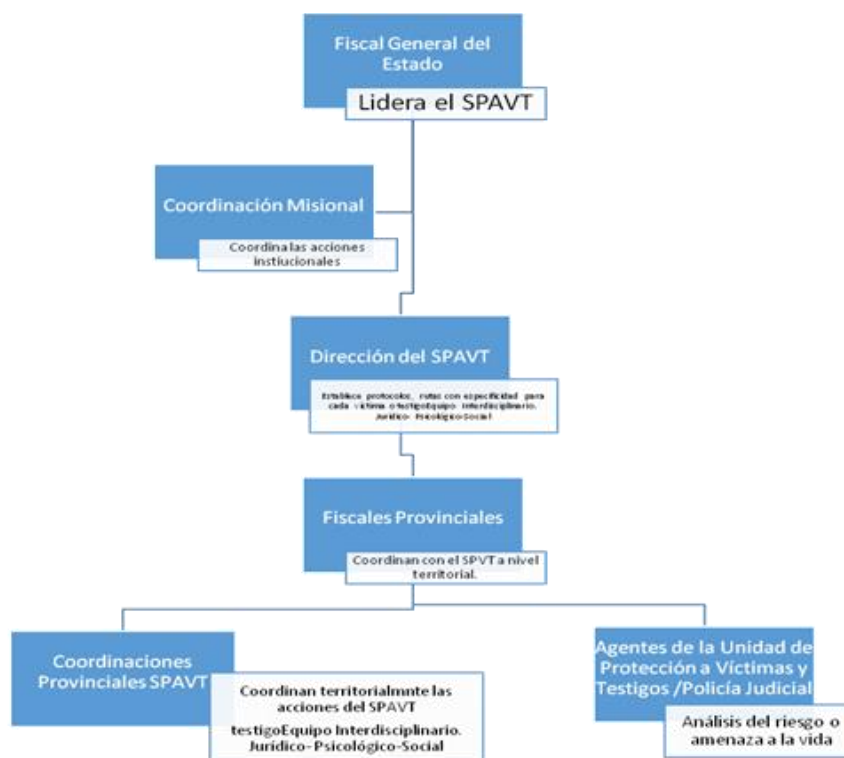 Fiscal General del
Estado
Lidera el SPAVT
Coordinación Misional
Coordina las acciones
instiucionales
Dirección del SPAVT
Establece protocolos, rutas con especificidad para
cada víctima o testigoEquipo Interdisciplinario.
Jurídico- Psicológico-Social
Fiscales Provinciales
Coordinan con el SPVT a nivel
territorial.
Coordinaciones
Provinciales SPAVT
Coordinan territorialmnte las
acciones del SPAVT
testigoEquipo Interdisciplinario.
Jurídico- Psicológico-Social
Agentes de la Unidad de
Protección a Víctimas y
Testigos /Policía Judicial
Análisis del riesgo o
amenaza a la vida